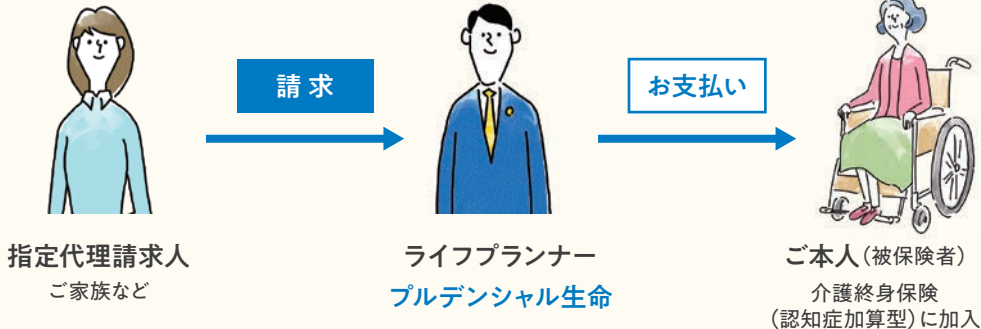 請求
お支払い
指定代理請求人
ご家族など
ライフプランナー
プルデンシャル生命
ご本人（被保険者）
介護終身保険
（認知症加算型）に加入